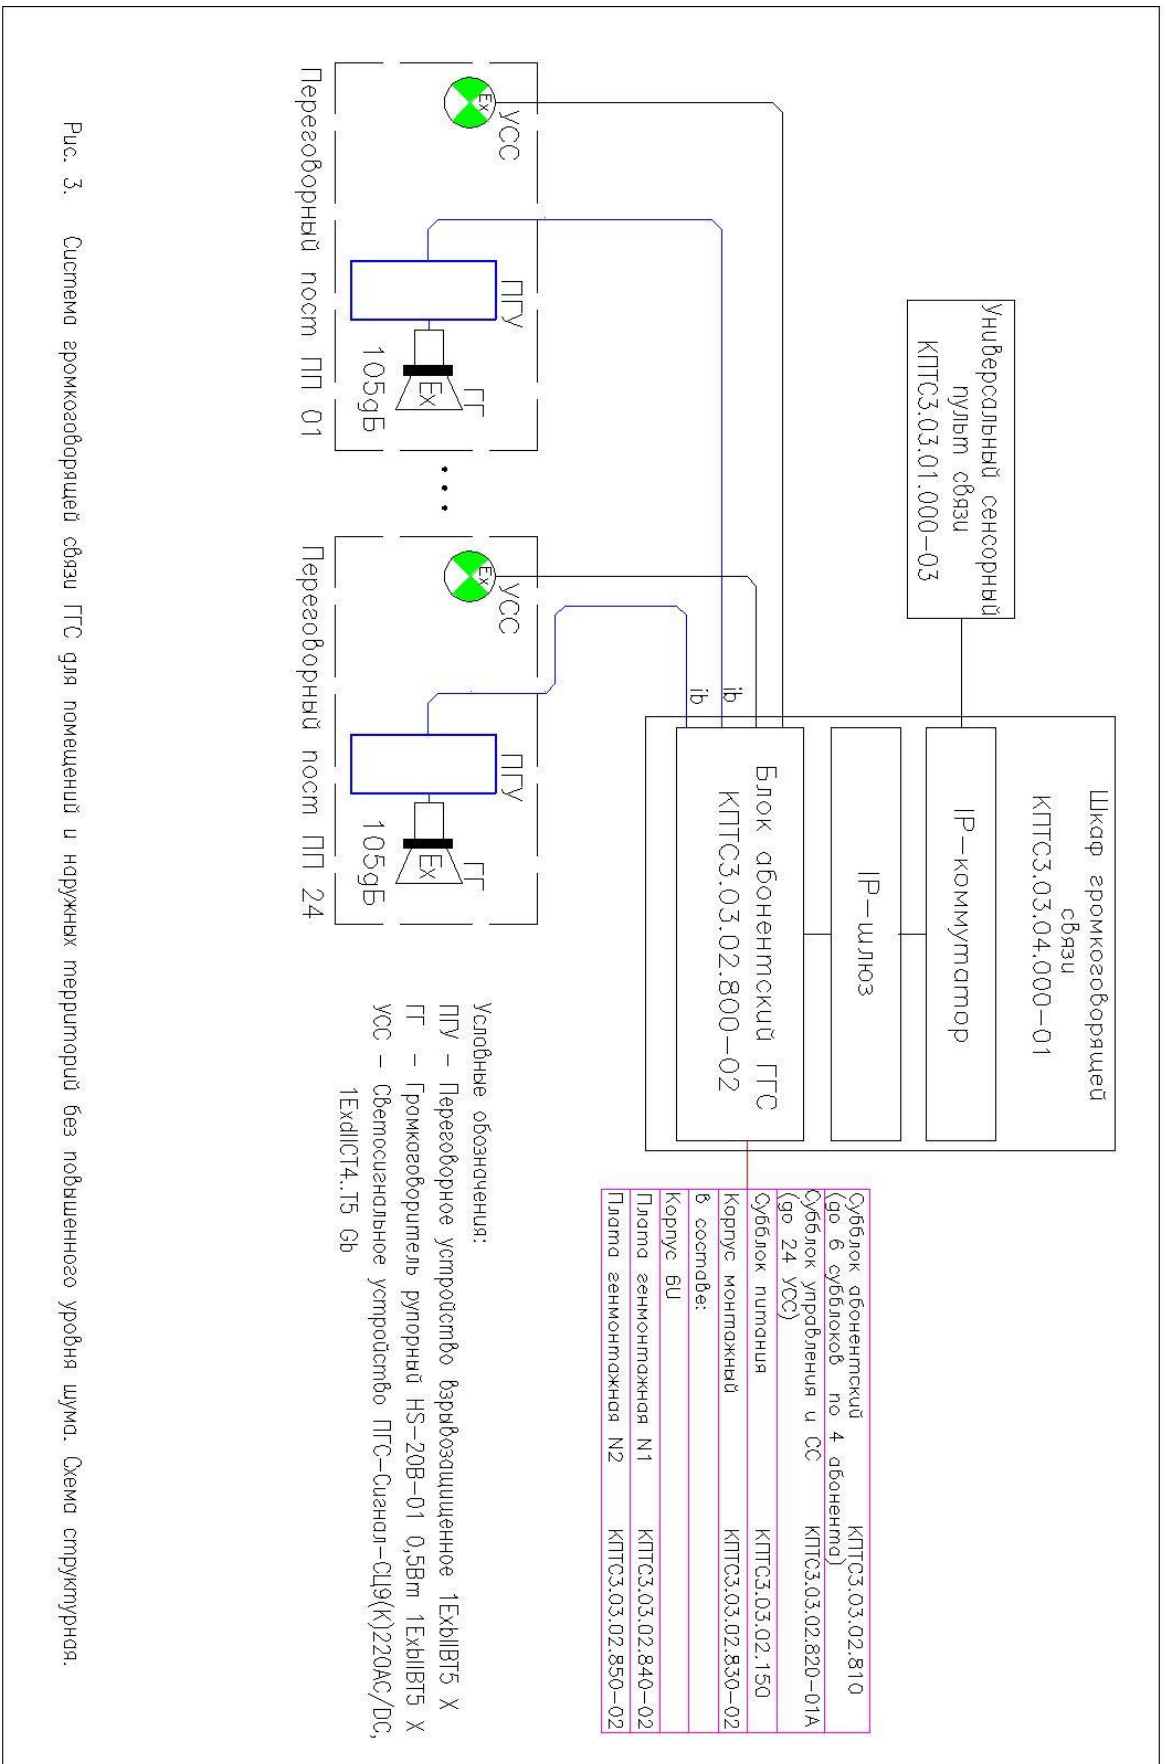 Шкаф громкоговорящей
связи
КПТС3.03.04.000-01
IP-коммутатор
IP-шлюз
Блок абонентский ГГС
КПТС3.03.02.800-02
Универсальный сенсорный
пульт связи
КПТС3.03.01.000-03
ib
ib
Субблок абонентский КПТС3.03.02.810
(до 6 субблоков по 4 абонента)
Субблок управления и СС КПТС3.03.02.820-01А
(до 24 УСС)
Субблок питания КПТС3.03.02.150
Корпус монтажный КПТС3.03.02.830-02
в составе:
Корпус 6U
Плата генмонтажная N1 КПТС3.03.02.840-02
Плата генмонтажная N2 КПТС3.03.02.850-02
УСС
Ex
ПГУ
ГГ
Ex
105дБ
Переговорный пост ПП 01
УСС
Ex
ПГУ
ГГ
Ex
105дБ
Переговорный пост ПП 24
Условные обозначения:
ПГУ - Переговорное устройство взрывозащищенное 1ExbIIBT5 X
ГГ - Громкоговоритель рупорный HS-20B-01 0,5Вт 1ExbIIBT5 X
УСС - Светосигнальное устройство ПГС-Сигнал-СЦ9(К)220AC/DC,
1ExdIICT4..T5 Gb
Рис. 3. Система громкоговорящей связи ГГС для помещений и наружных территорий без повышенного уровня шума. Схема структурная.